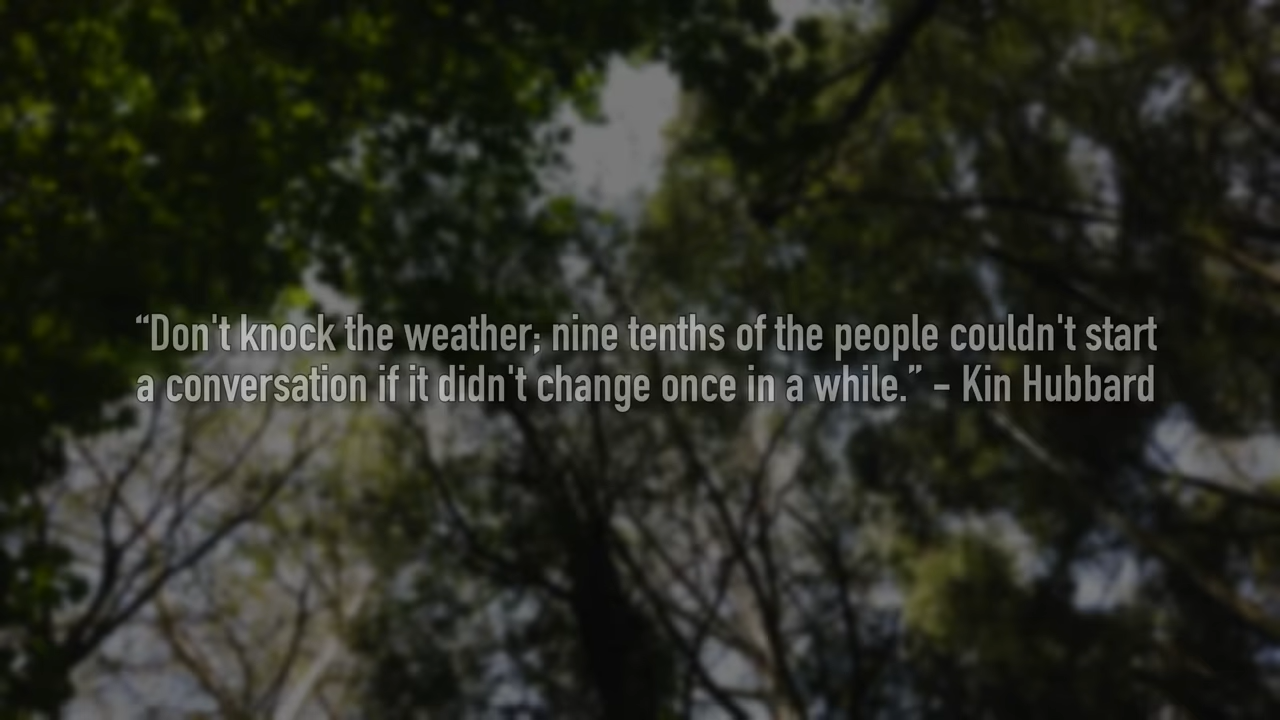 “Don't knock the weather; nine tenths of the people couldn't start
a conversation if it didn't change once in a while.” – Kin Hubbard